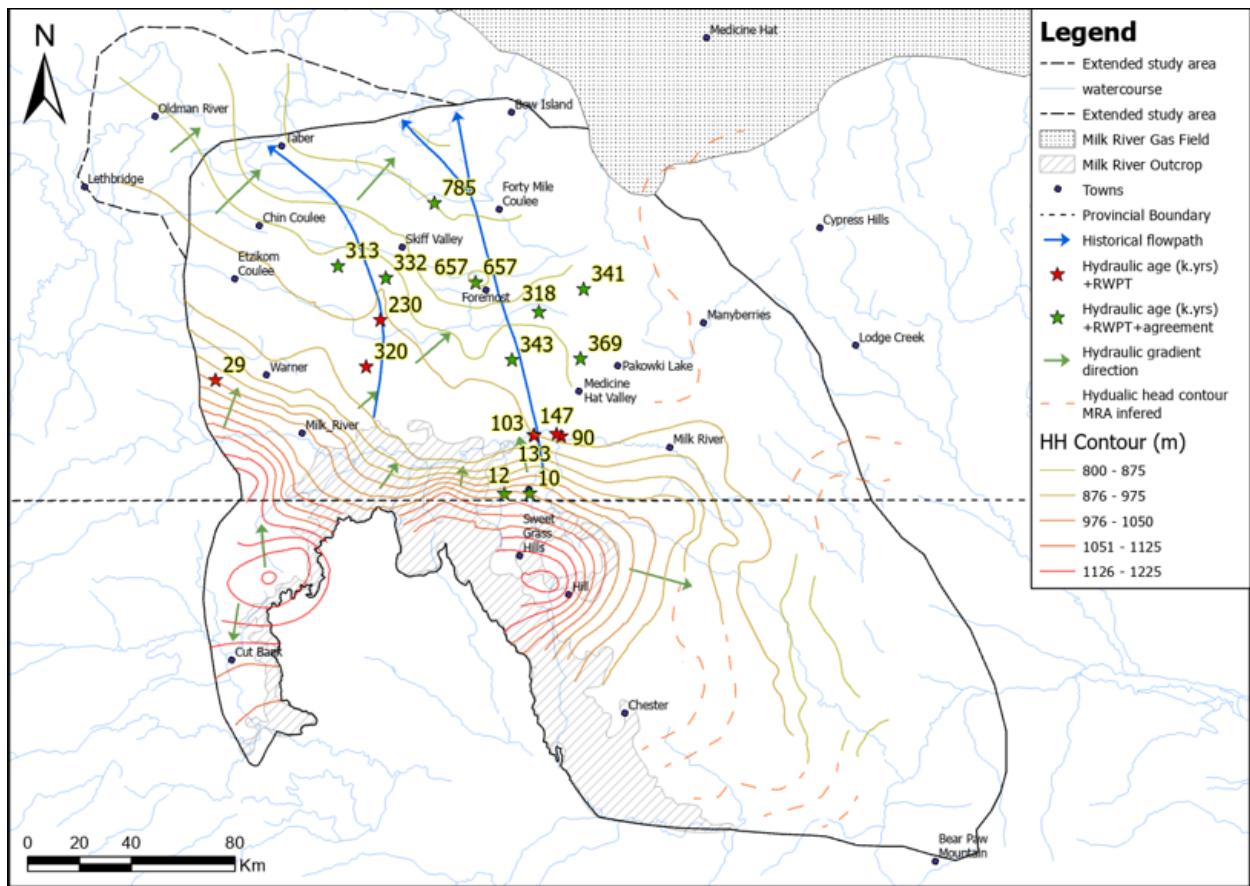 N
Medicine Hat
Oldman River
Bow Island
Taber
Lethbridge
785
Forty Mile
Coulee
Chin Coulee
Cypress Hills
Skiff Valley
313
332
657
657
341
Etzikom
Coulee
Foremost
318
230
Manyberries
Lodge Creek
320
343
369
29
Warner
Pakowki Lake
Medicine
Hat Valley
Milk_River
103
147
90
Milk River
133
12
10
Sweet
Grass
Hills
Hill
Cut Bank
Chester
Bear Paw
Mountain
0 20 40 80
Km
Legend
Extended study area
watercourse
Extended study area
Milk River Gas Field
Milk River Outcrop
Towns
Provincial Boundary
Historical flowpath
Hydraulic age (k.yrs)
+RWPT
Hydraulic age (k.yrs)
+RWPT+agreement
Hydraulic gradient
direction
Hydualic head contour
MRA infered
HH Contour (m)
800 - 875
876 - 975
976 - 1050
1051 - 1125
1126 - 1225